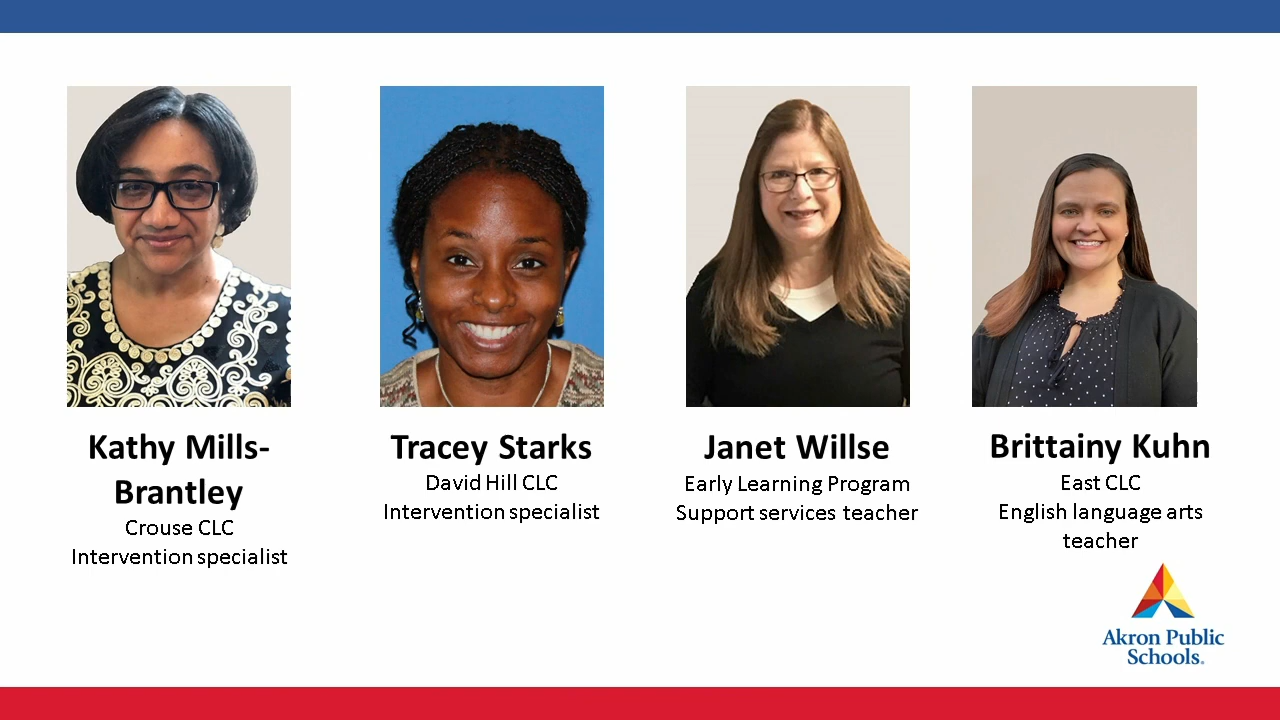 Kathy Mills-
Brantley
Crouse CLC
Intervention specialist
Tracey Starks
David Hill CLC
Intervention specialist
Janet Willse
Early Learning Program
Support services teacher
Brittainy Kuhn
East CLC
English language arts
teacher
Akron Public
Schools®